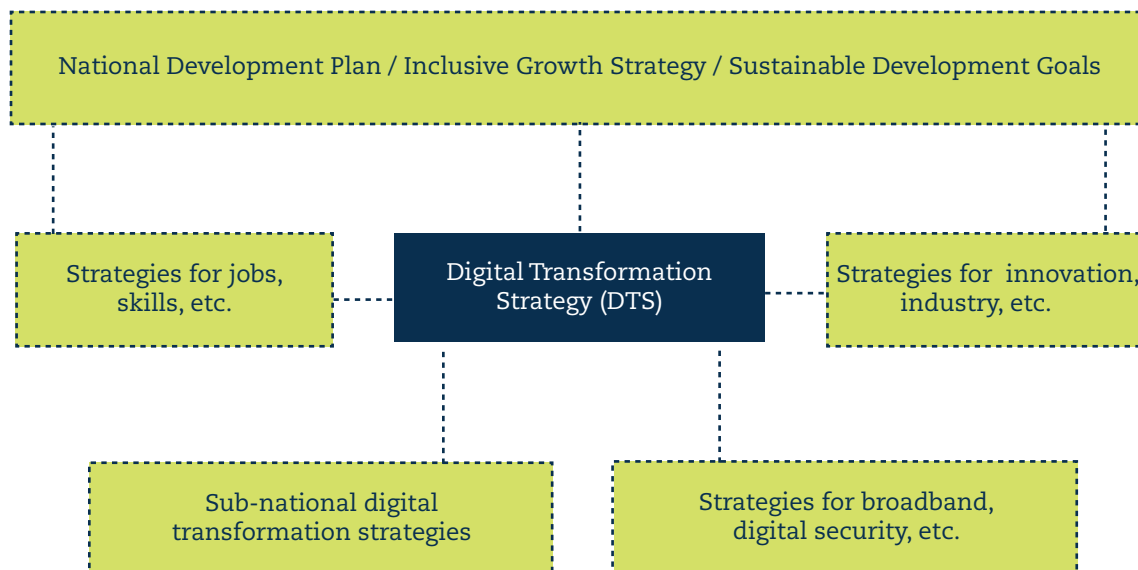 National Development Plan / Inclusive Growth Strategy / Sustainable Development Goals
Strategies for jobs,
skills, etc.
Digital Transformation
Strategy (DTS)
Strategies for innovation,
industry, etc.
Sub-national digital
transformation strategies
Strategies for broadband,
digital security, etc.